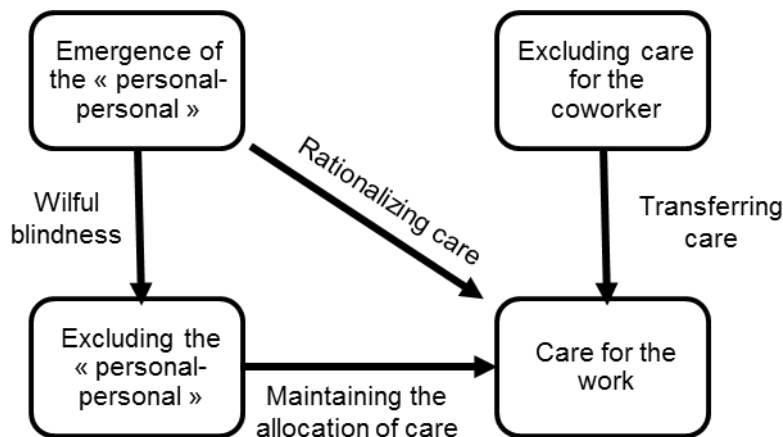 Emergence of
the « personal-
personal »
Excluding care
for the
coworker
Wilful
blindness
Rationalizing care
Transferring
care
Excluding the
« personal-
personal »
Maintaining the
allocation of care
Care for the
work